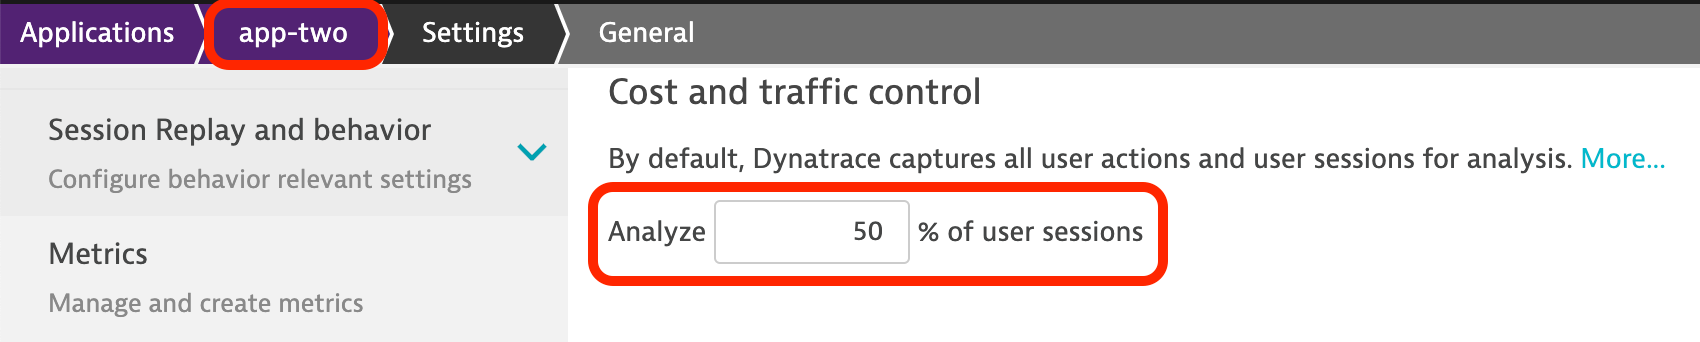 Applications app-two Settings General
Session Replay and behavior
Configure behavior relevant settings
Metrics
Manage and create metrics
Cost and traffic control
By default, Dynatrace captures all user actions and user sessions for analysis. More...
Analyze 50 % of user sessions